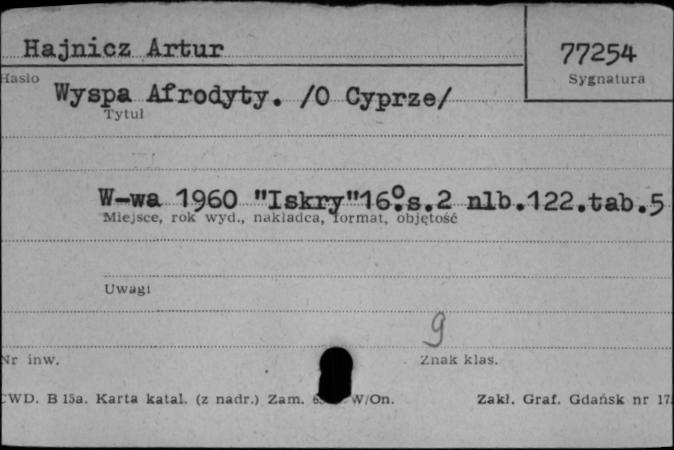 Hajnicz Artur
77254
Hasło
Sygnatura
Wyspa Afrodyty. /O Cyprze/
Tytuł
W-wa 1960 "Iskry"16°.s.2 nlb.122.tab.5
Miejsce, rok wyd., nakładca, format, objętość
Uwagi
9
Nr inw.
Znak klas.
CWD. B 15a. Karta katal. (z nadr.) Zam. W/On.
Zakł. Graf. Gdańsk nr